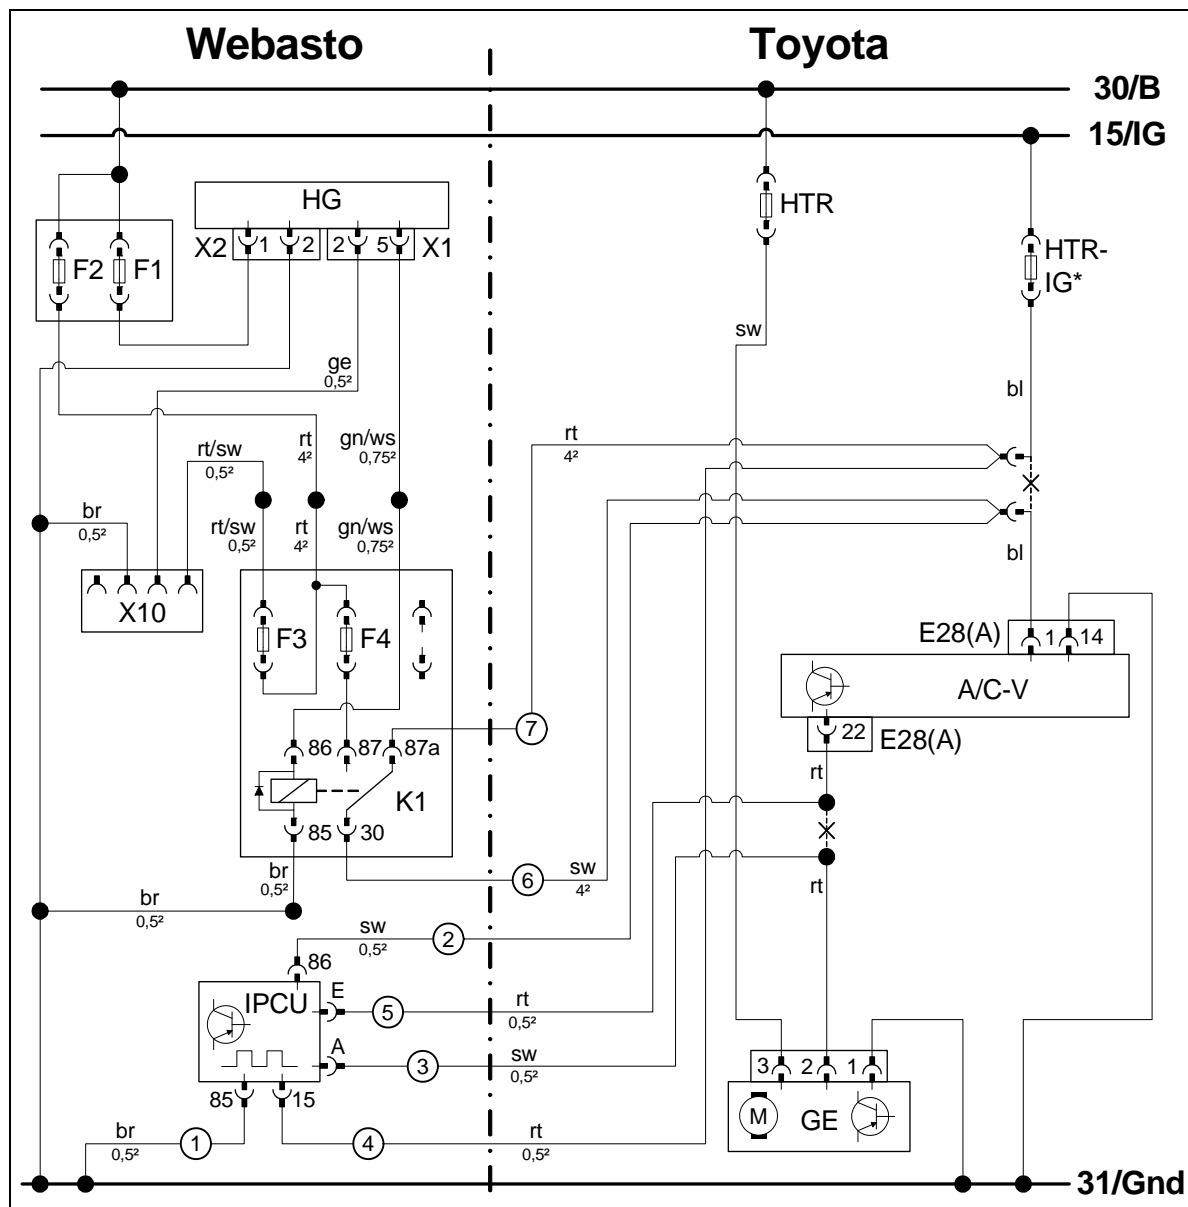 Webasto
Toyota
30/B
15/IG
HG
HTR
X2
1
2
2
5
X1
F2
F1
HTR-
IG*
sw
ge
0,5²
bl
rt
4²
gn/ws
0,75²
rt
4²
rt/sw
0,5²
br
0,5²
rt/sw
0,5²
rt
4²
gn/ws
0,75²
bl
X10
F3
F4
E28(A)
1
14
A/C-V
7
22
E28(A)
86
87
87a
rt
K1
85
30
br
0,5²
6
sw
4²
rt
br
0,5²
sw
0,5²
2
86
IPCU
E
5
rt
0,5²
A
3
sw
0,5²
3
2
1
85
15
M
GE
br
0,5²
1
4
rt
0,5²
31/Gnd